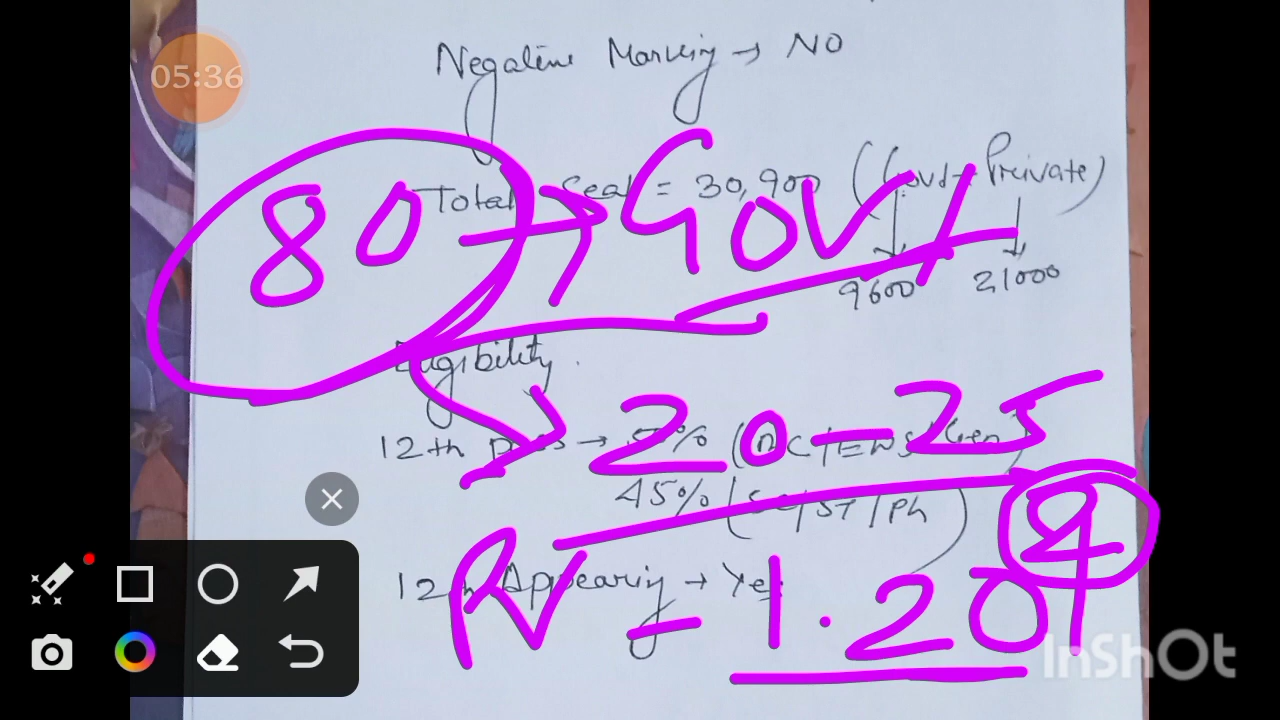 Negative Marking → NO
05:36
Total Seat = 30,900 (Govt + Private)
9600 21000
80 → GOVt
Eligibility
12th pass → % (
20 - 25
45% (SC/ST/Ph)
12th Appearing → Yes
- 1.20
InShOt